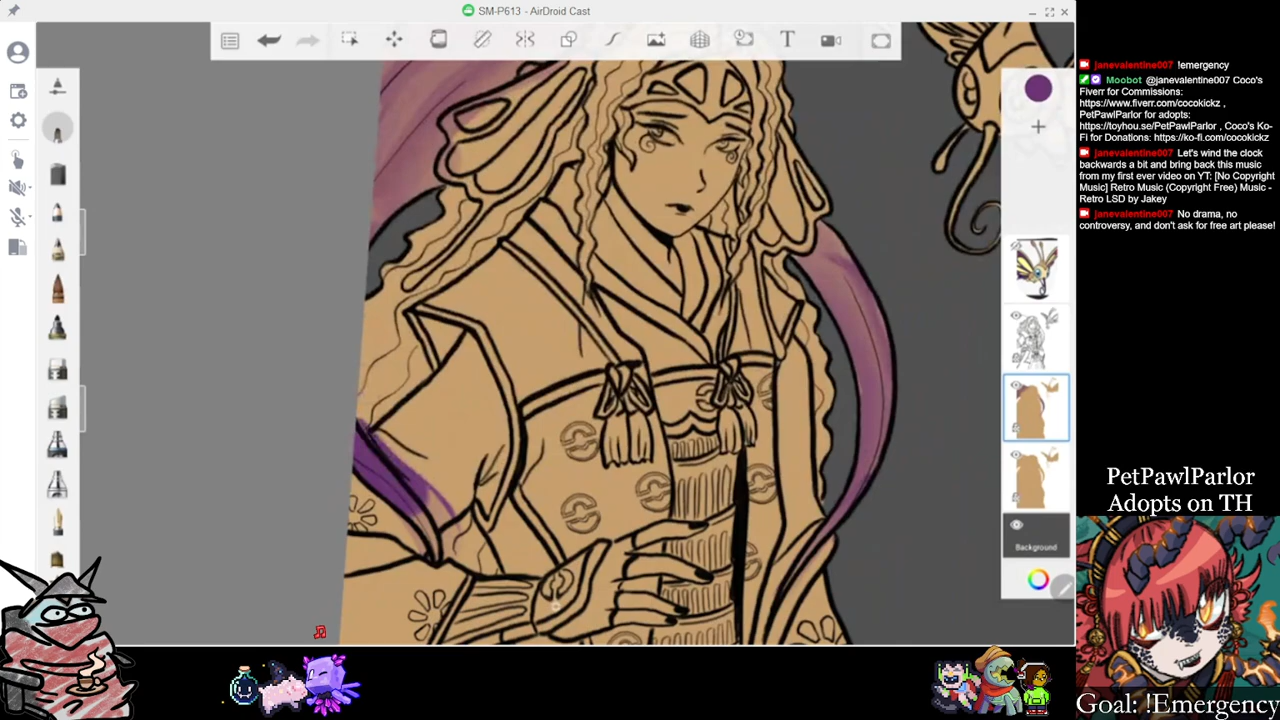 SM-P613 - AirDroid Cast
T
Background
janevalentine007 !emergency
Moobot @janevalentine007 Coco's
Fiverr for Commissions:
https://www.fiverr.com/cocokickz ,
PetPawlParlor for adopts:
https://toyhou.se/PetPawlParlor , Coco's Ko-
Fi for Donations: https://ko-fi.com/cocokickz
janevalentine007 Let's wind the clock
backwards a bit and bring back this music
from my first ever video on YT: [No Copyright
Music] Retro Music (Copyright Free) Music -
Retro LSD by Jakey
janevalentine007 No drama, no
controversy, and don't ask for free art please!
PetPawlParlor
Adopts on TH
Goal: !Emergency